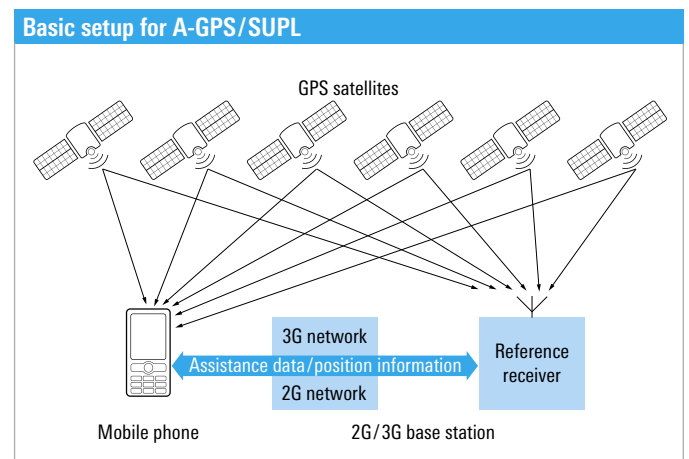 Basic setup for A-GPS/SUPL
GPS satellites
3G network
Assistance data/position information
2G network
Reference
receiver
Mobile phone
2G/3G base station